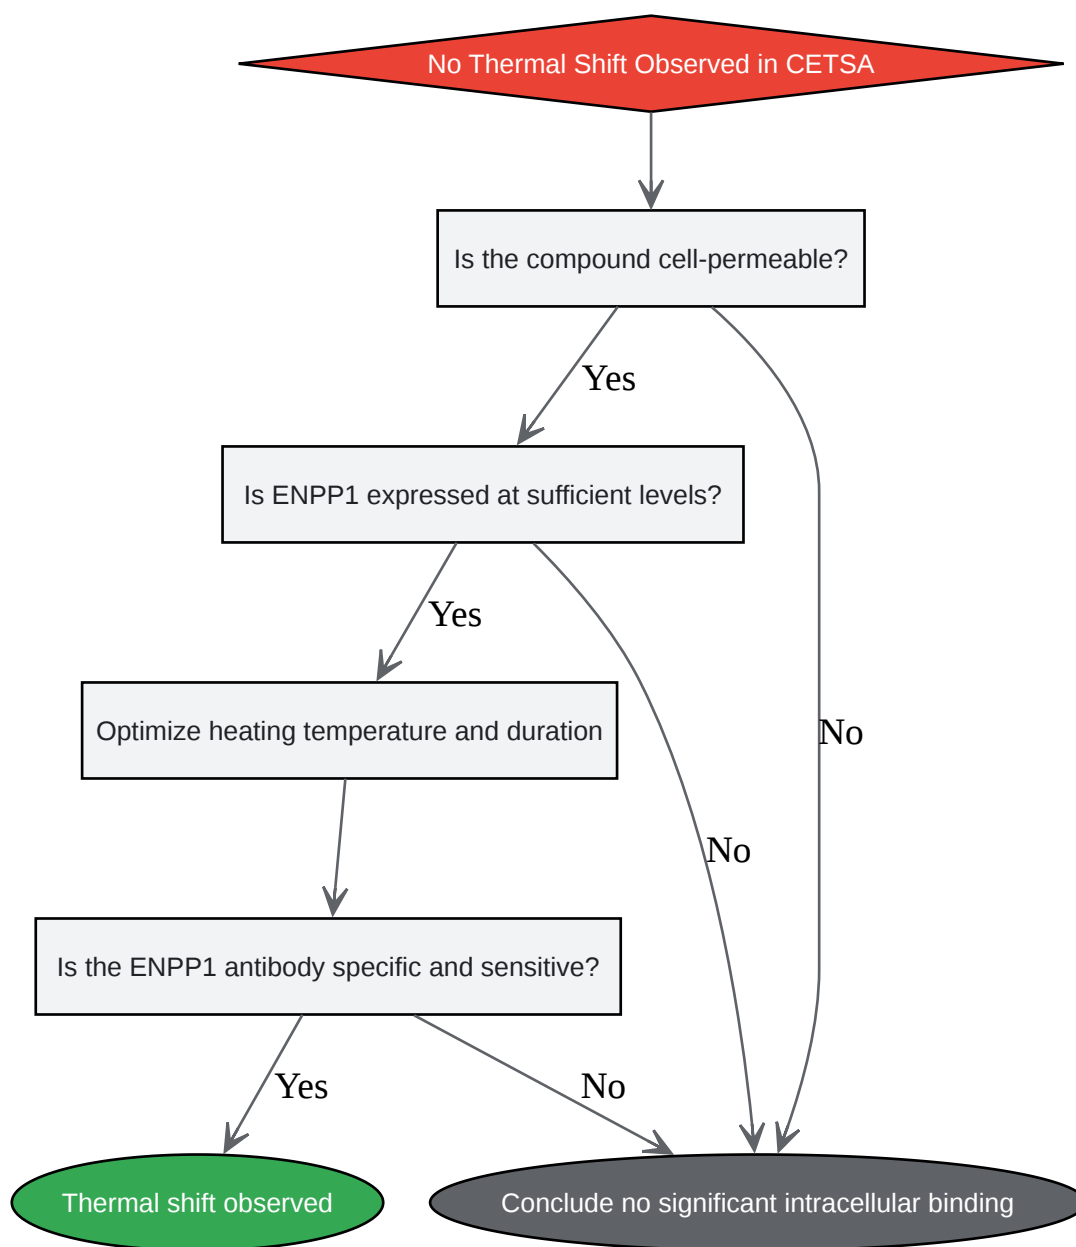 No Thermal Shift Observed in CETSA
Is the compound cell-permeable?
Yes
Is ENPP1 expressed at sufficient levels?
Yes
Optimize heating temperature and duration
No
No
Is the ENPP1 antibody specific and sensitive?
Yes
No
Thermal shift observed
Conclude no significant intracellular binding